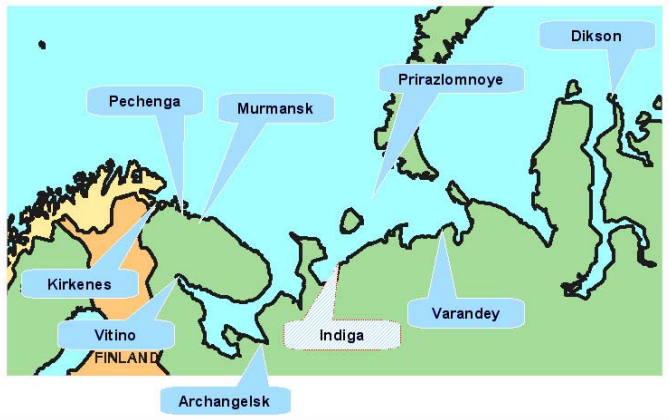 Dikson
Prirazlomnoye
Pechenga
Murmansk
Kirkenes
Varandey
Vitino
Indiga
FINLAND
Archangelsk